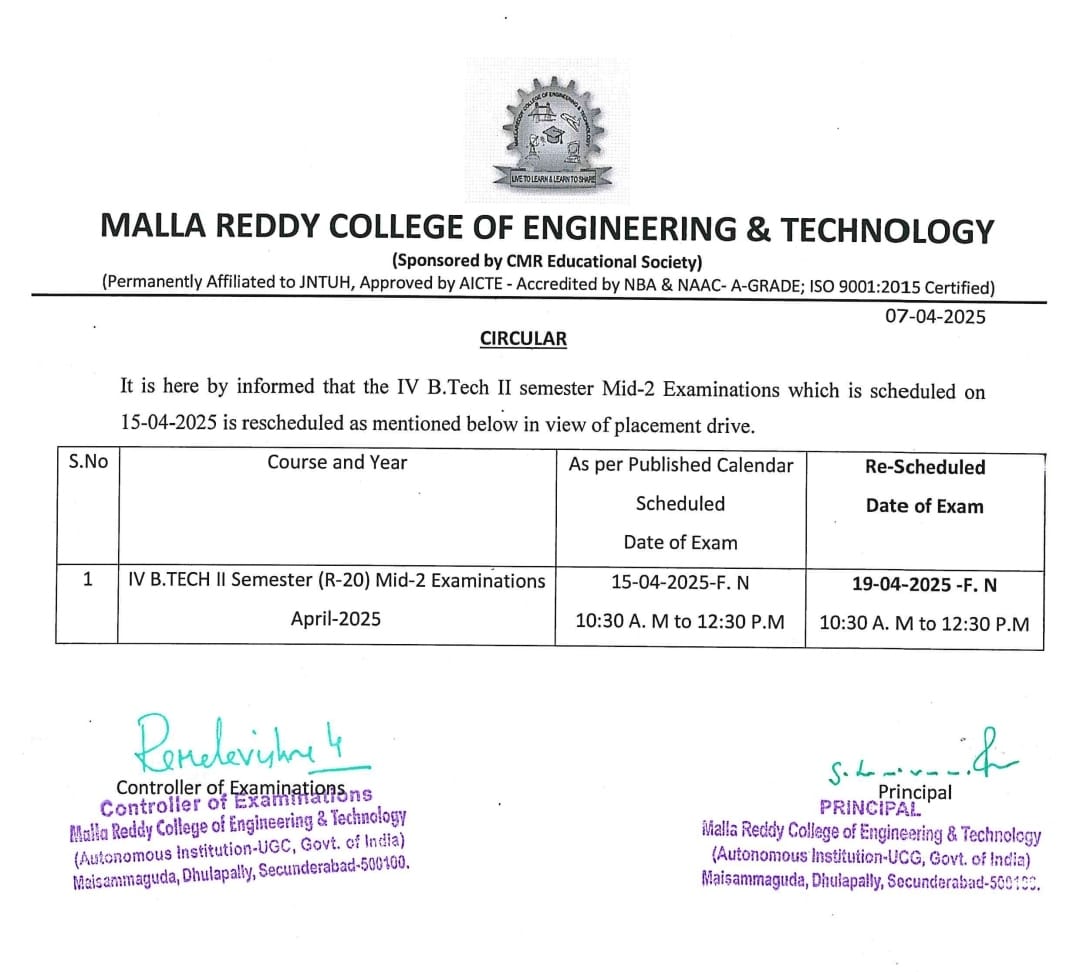 MALLAREDDY COLLEGE OF ENGINEERING & TECHNOLOGY
LIVE TO LEARN & LEARN TO SHARE
MALLA REDDY COLLEGE OF ENGINEERING & TECHNOLOGY
(Sponsored by CMR Educational Society)
(Permanently Affiliated to JNTUH, Approved by AICTE - Accredited by NBA & NAAC- A-GRADE; ISO 9001:2015 Certified)
07-04-2025
CIRCULAR
It is here by informed that the IV B.Tech II semester Mid-2 Examinations which is scheduled on
15-04-2025 is rescheduled as mentioned below in view of placement drive.
S.No
Course and Year
As per Published Calendar
Scheduled
Date of Exam
Re-Scheduled
Date of Exam
1
IV B.TECH II Semester (R-20) Mid-2 Examinations
April-2025
15-04-2025-F. N
10:30 A. M to 12:30 P.M
19-04-2025 -F. N
10:30 A. M to 12:30 P.M
Controller of Examinations
Controller of Examinations
Malla Reddy College of Engineering & Technology
(Autonomous Institution-UGC, Govt. of India)
Maisammaguda, Dhulapally, Secunderabad-500100.
Principal
PRINCIPAL
Malla Reddy College of Engineering & Technology
(Autonomous Institution-UCG, Govt. of India)
Maisammaguda, Dhulapally, Secunderabad-500100.